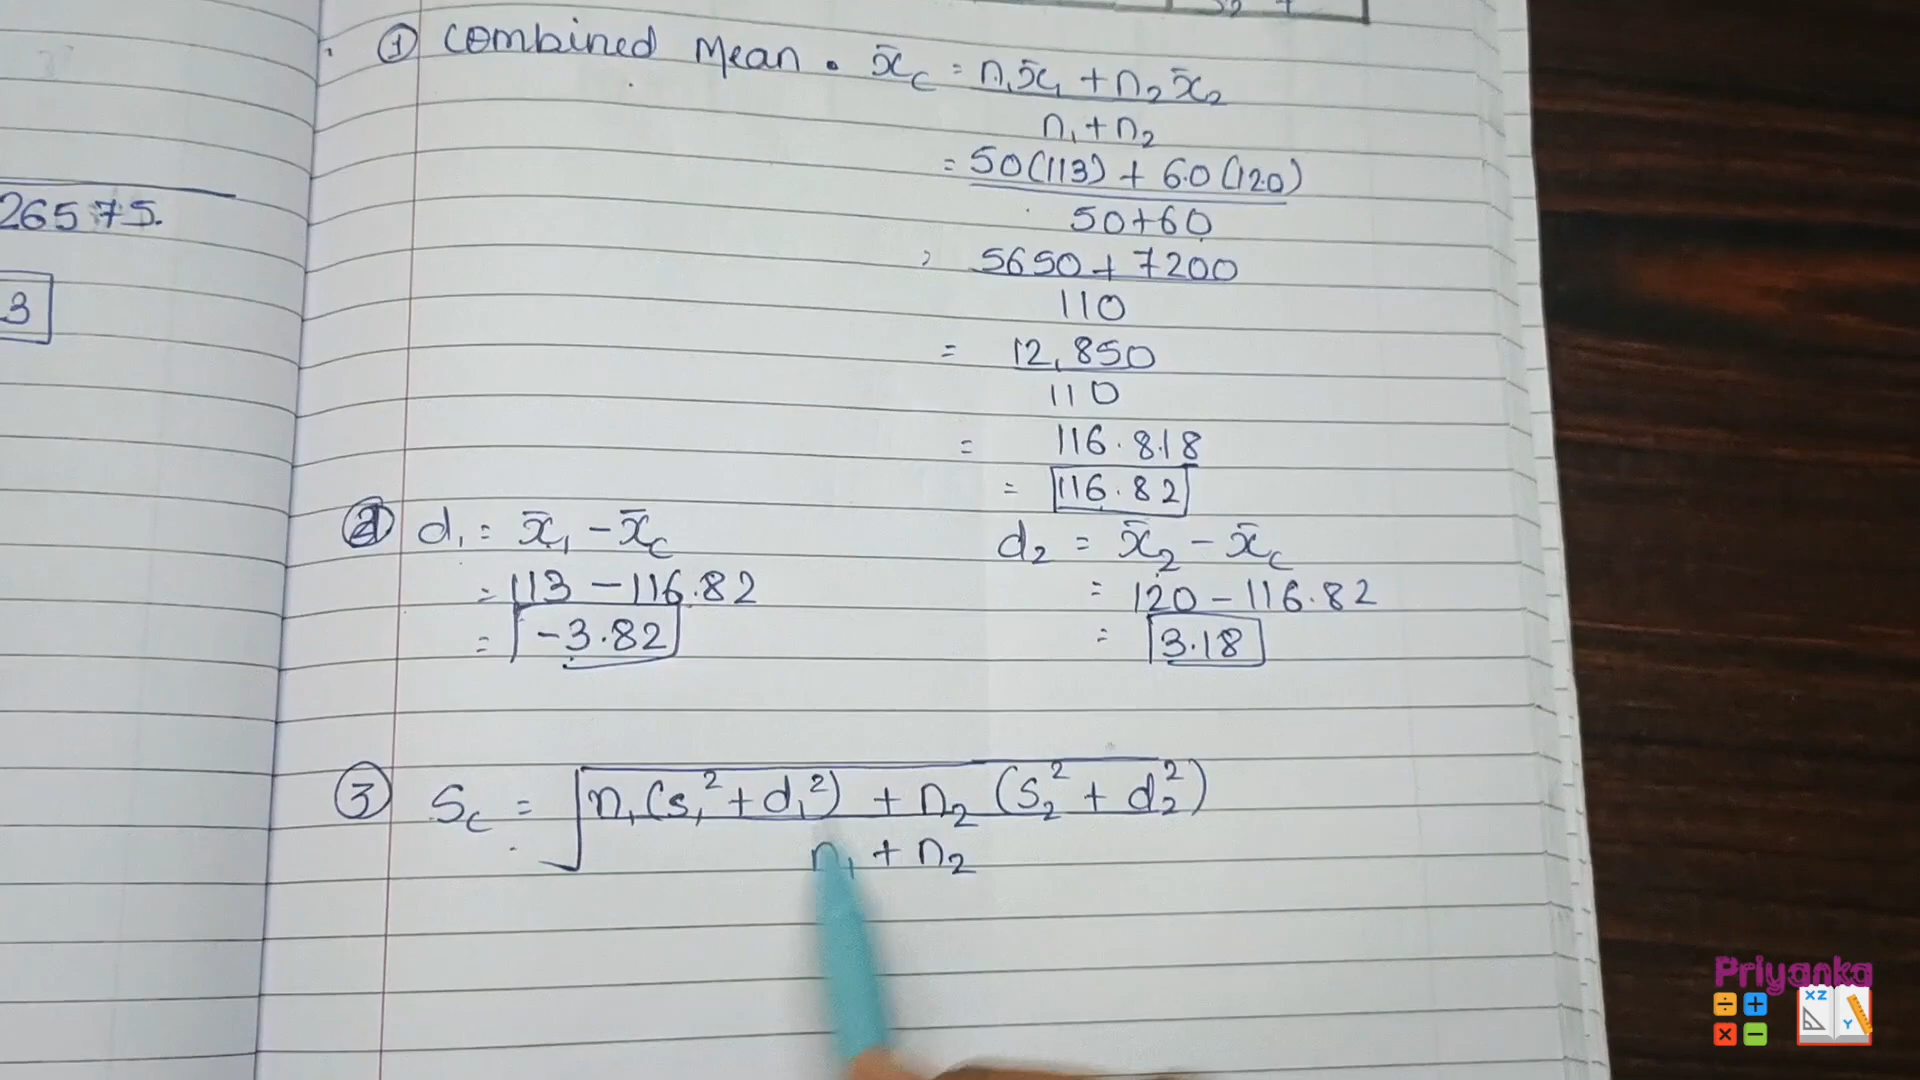 ① Combined Mean. x̄c = n₁x̄₁ + n₂x̄₂
n₁ + n₂
= 50(113) + 60(120)
50+60
= 5650 + 7200
110
= 12,850
110
= 116.818
= 116.82
② d₁ = x̄₁ - x̄c
= 113 - 116.82
= -3.82
d₂ = x̄₂ - x̄c
= 120 - 116.82
= 3.18
③ Sc = √ n₁(s₁² + d₁²) + n₂ (s₂² + d₂²)
n₁ + n₂
26575.
3
Priyanka
XZ
Y